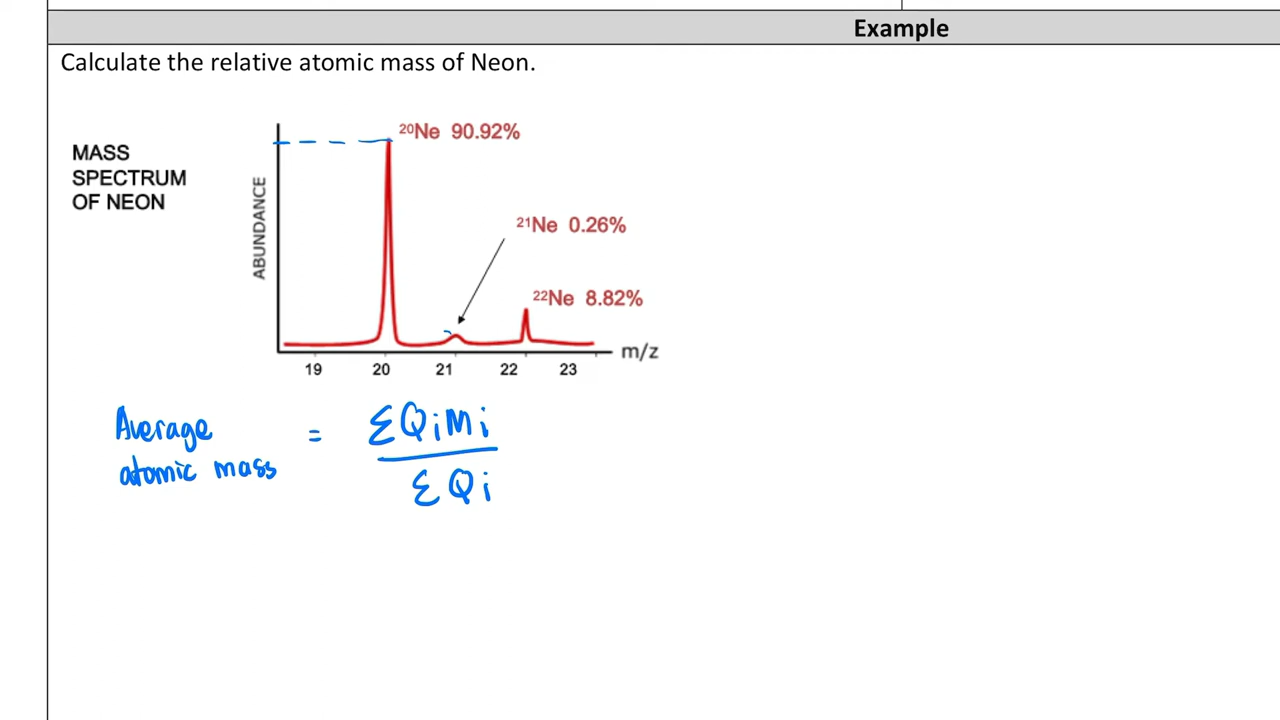 Example
Calculate the relative atomic mass of Neon.
MASS
SPECTRUM
OF NEON
ABUNDANCE
²⁰Ne 90.92%
²¹Ne 0.26%
²²Ne 8.82%
m/z
19 20 21 22 23
Average
atomic mass
= ΣQiMi
ΣQi